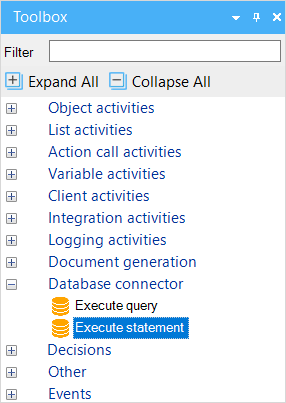 Toolbox
Filter
Expand All Collapse All
Object activities
List activities
Action call activities
Variable activities
Client activities
Integration activities
Logging activities
Document generation
Database connector
Execute query
Execute statement
Decisions
Other
Events